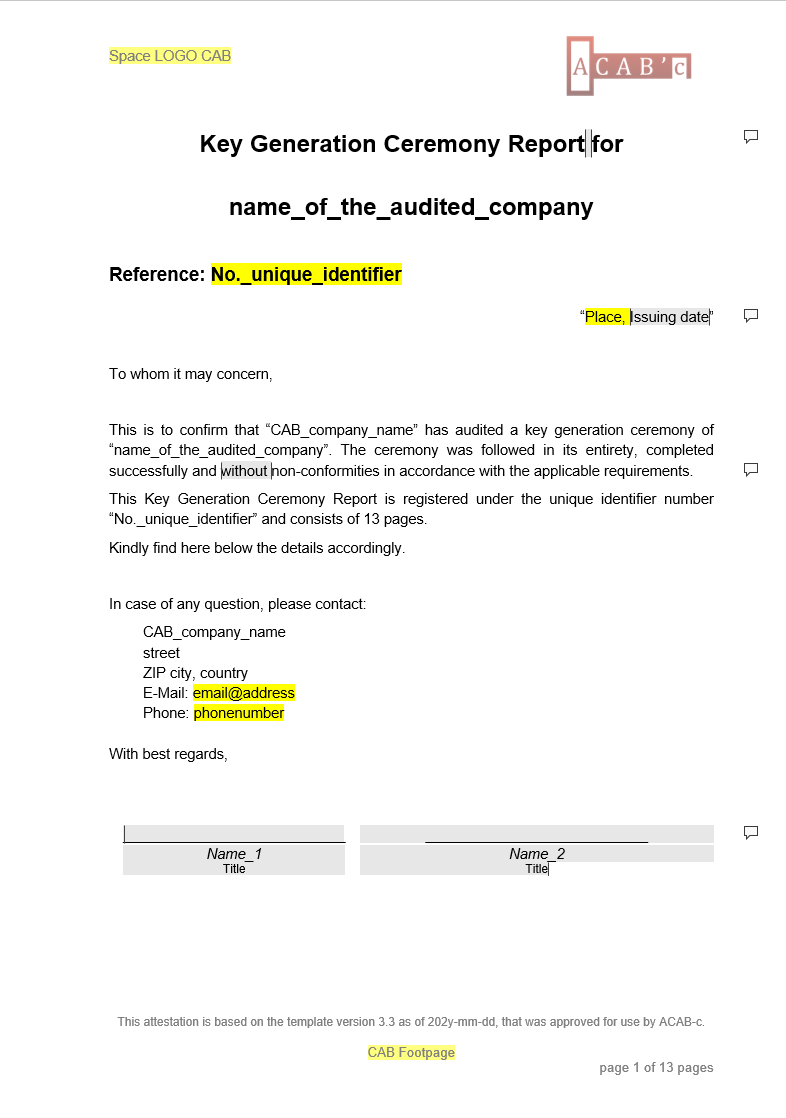 Space LOGO CAB
ACAB'c
Key Generation Ceremony Report for
name_of_the_audited_company
Reference: No._unique_identifier
“Place, Issuing date”
To whom it may concern,
This is to confirm that “CAB_company_name” has audited a key generation ceremony of
“name_of_the_audited_company”. The ceremony was followed in its entirety, completed
successfully and without non-conformities in accordance with the applicable requirements.
This Key Generation Ceremony Report is registered under the unique identifier number
“No._unique_identifier” and consists of 13 pages.
Kindly find here below the details accordingly.
In case of any question, please contact:
CAB_company_name
street
ZIP city, country
E-Mail: email@address
Phone: phonenumber
With best regards,
Name_1 Name_2
Title Title
This attestation is based on the template version 3.3 as of 202y-mm-dd, that was approved for use by ACAB-c.
CAB Footpage
page 1 of 13 pages